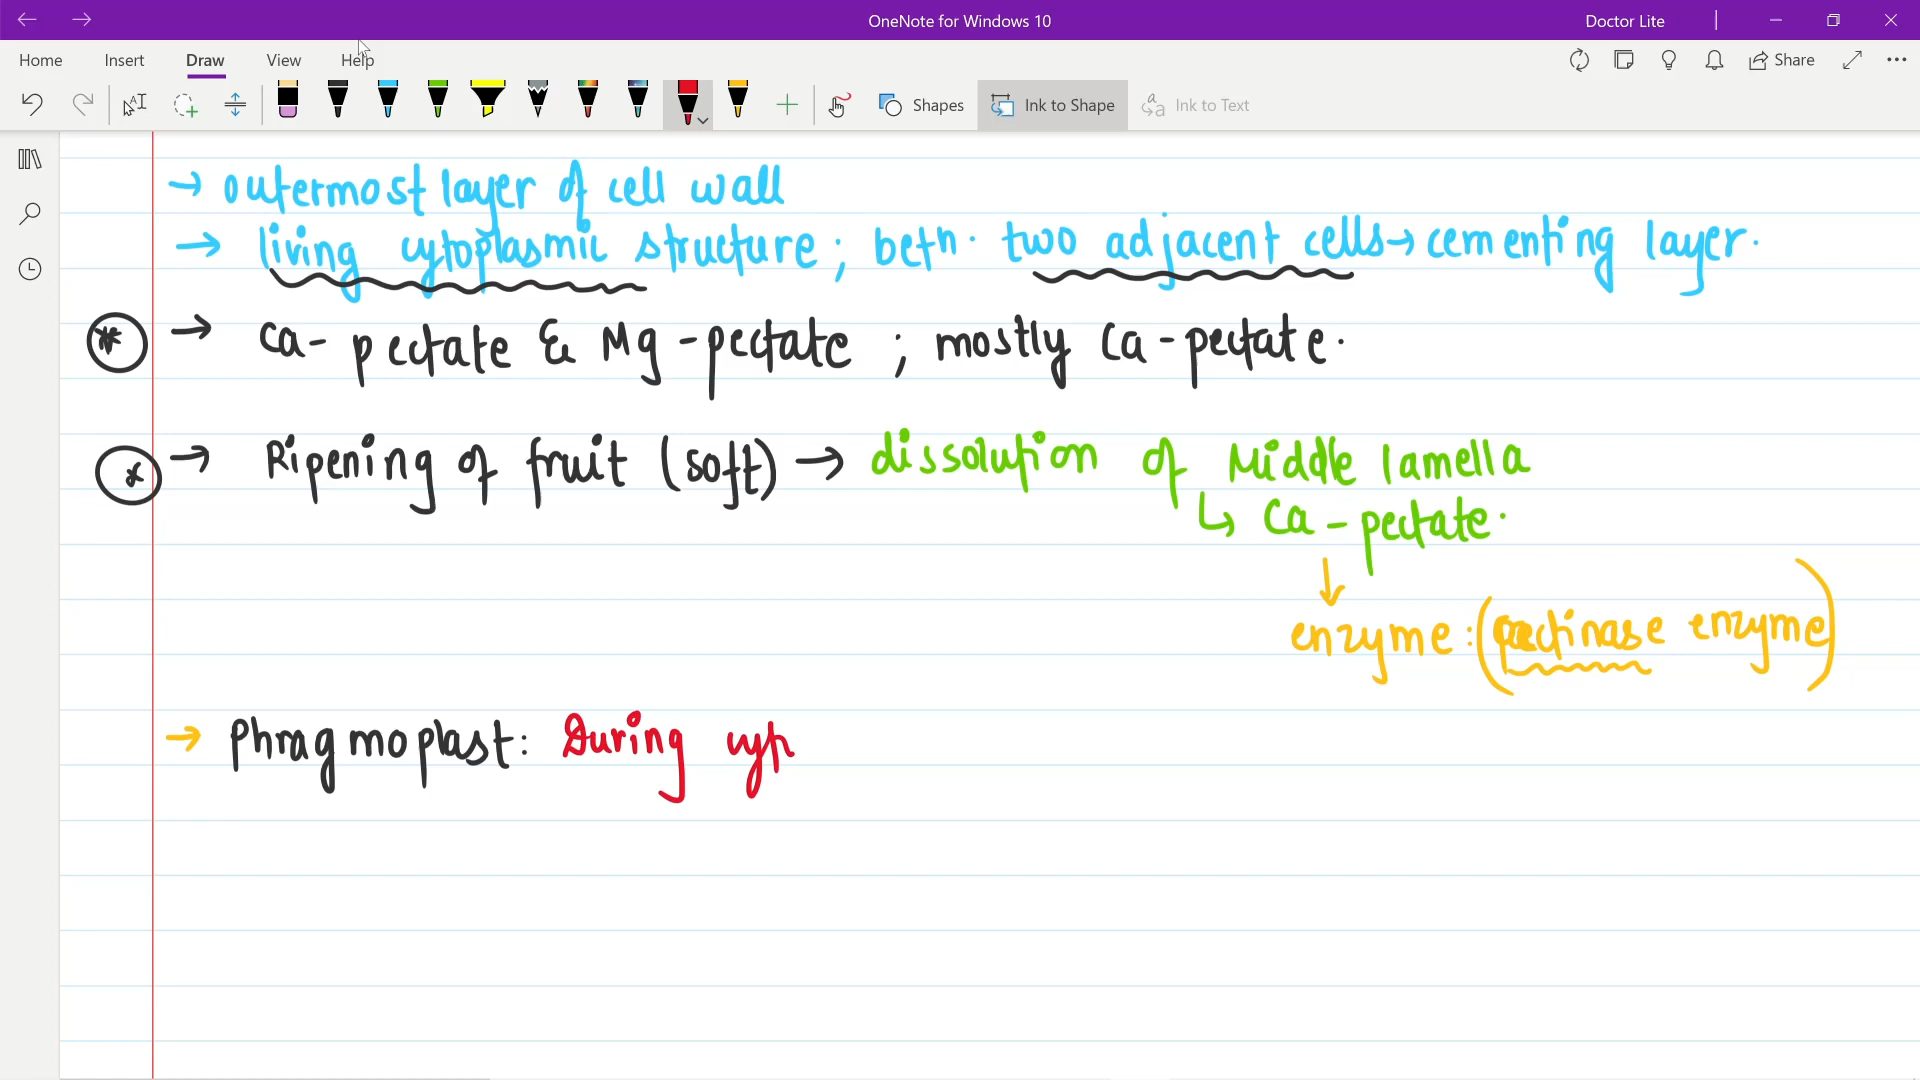 OneNote for Windows 10
Doctor Lite
Home Insert Draw View Help
Share
Shapes Ink to Shape Ink to Text
→ outermost layer of cell wall
→ living cytoplasmic structure; betn. two adjacent cells → cementing layer.
* → Ca- pectate & Mg -pectate ; mostly Ca -pectate.
* → Ripening of fruit (soft) → dissolution of Middle lamella
↳ Ca - pectate.
↓
enzyme: (pectinase enzyme)
→ Phragmoplast: During cyt